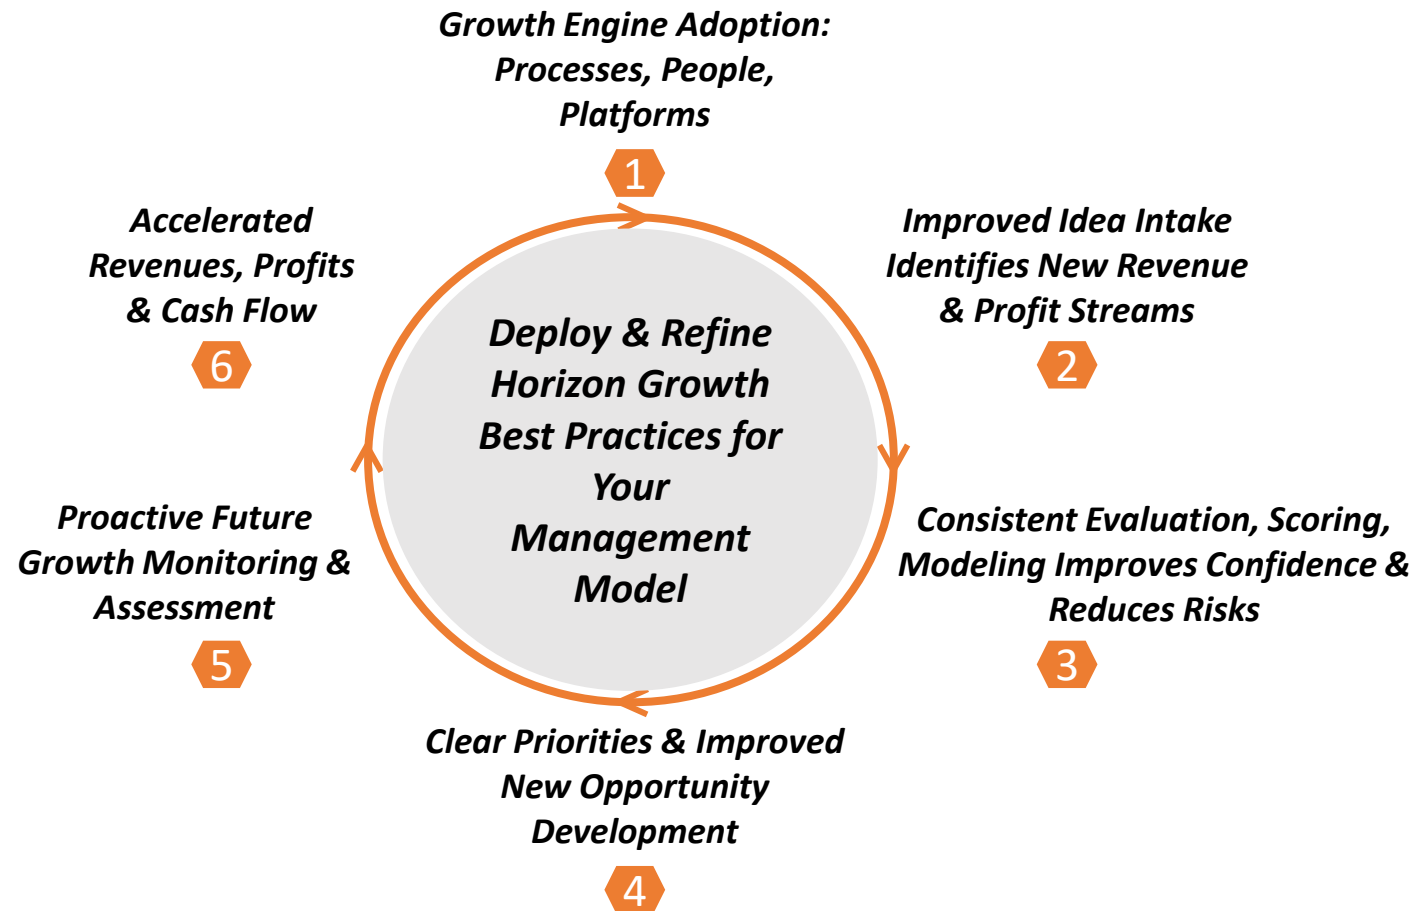 Growth Engine Adoption:
Processes, People,
Platforms
1
Improved Idea Intake
Identifies New Revenue
& Profit Streams
2
Consistent Evaluation, Scoring,
Modeling Improves Confidence &
Reduces Risks
3
Clear Priorities & Improved
New Opportunity
Development
4
Proactive Future
Growth Monitoring &
Assessment
5
Accelerated
Revenues, Profits
& Cash Flow
6
Deploy & Refine
Horizon Growth
Best Practices for
Your
Management
Model